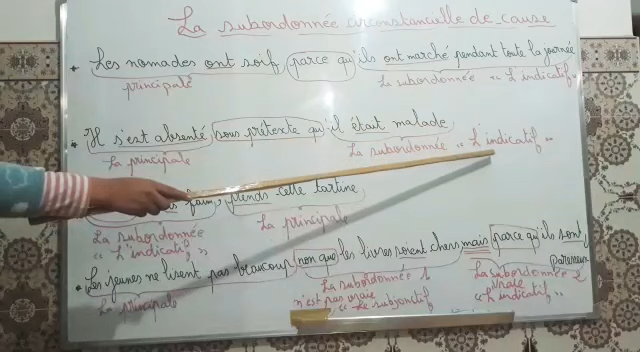 La subordonnée circonstancielle de cause
• Les nomades ont soif parce qu'ils ont marché pendant toute la journée
principale La subordonnée "L'indicatif"
• Il s'est absenté sous prétexte qu'il était malade.
La principale La subordonnée "L'indicatif"
faim, prends cette tartine
La subordonnée "L'indicatif" La principale
• Les jeunes ne lisent pas beaucoup non que les livres soient chers mais parce qu'ils sont
paresseux
La principale La subordonnée 1 La subordonnée 2
n'est pas vraie "Le subjonctif" vraie "L'indicatif"